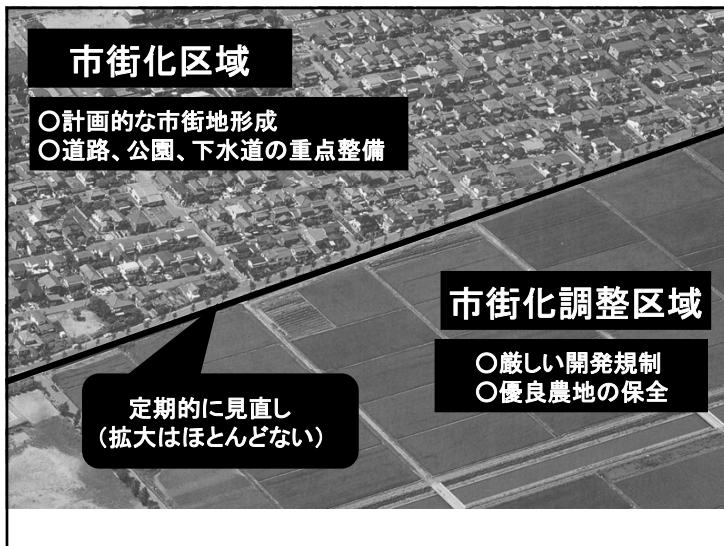 市街化区域
○計画的な市街地形成
○道路、公園、下水道の重点整備
市街化調整区域
○厳しい開発規制
○優良農地の保全
定期的に見直し
（拡大はほとんどない）